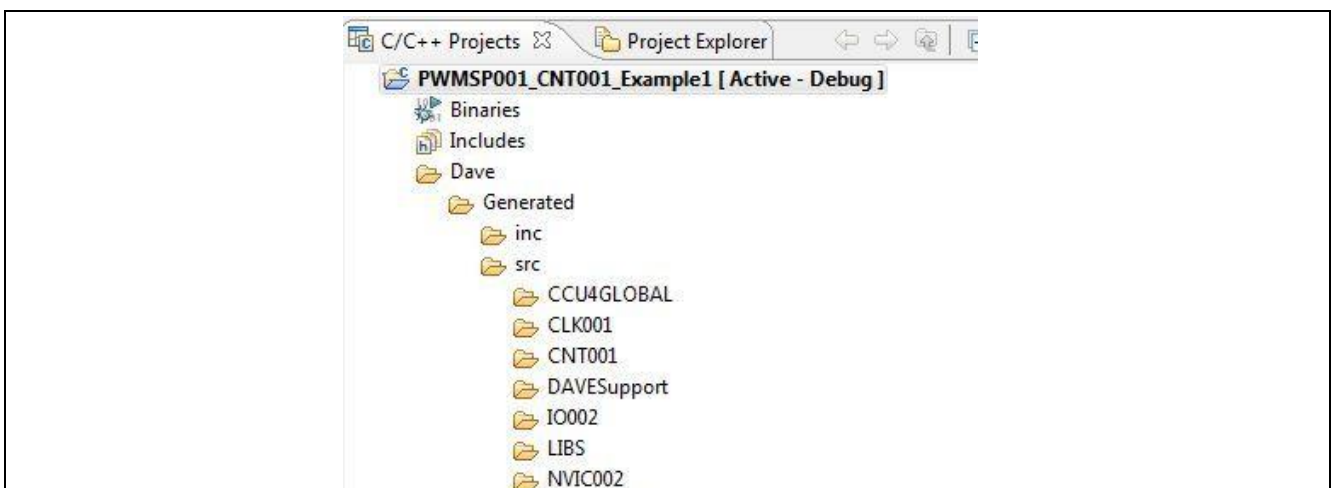 C/C++ Projects Project Explorer
PWMSP001_CNT001_Example1 [ Active - Debug ]
Binaries
Includes
Dave
Generated
inc
src
CCU4GLOBAL
CLK001
CNT001
DAVESupport
IO002
LIBS
NVIC002